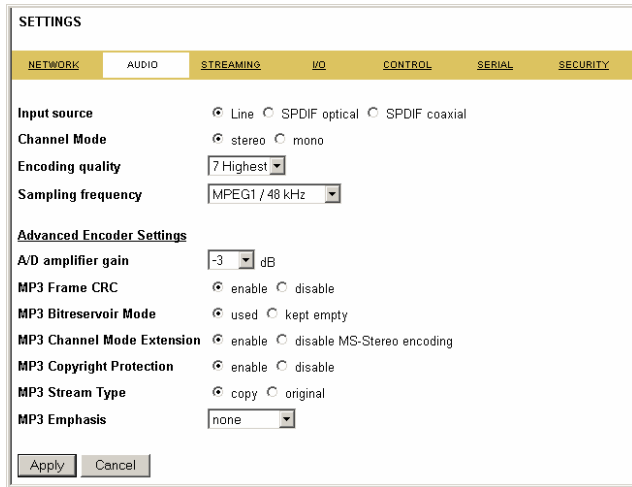 SETTINGS
NETWORK AUDIO STREAMING I/O CONTROL SERIAL SECURITY
Input source Line SPDIF optical SPDIF coaxial
Channel Mode stereo mono
Encoding quality 7 Highest
Sampling frequency MPEG1 / 48 kHz
Advanced Encoder Settings
A/D amplifier gain -3 dB
MP3 Frame CRC enable disable
MP3 Bitreservoir Mode used kept empty
MP3 Channel Mode Extension enable disable MS-Stereo encoding
MP3 Copyright Protection enable disable
MP3 Stream Type copy original
MP3 Emphasis none
Apply Cancel